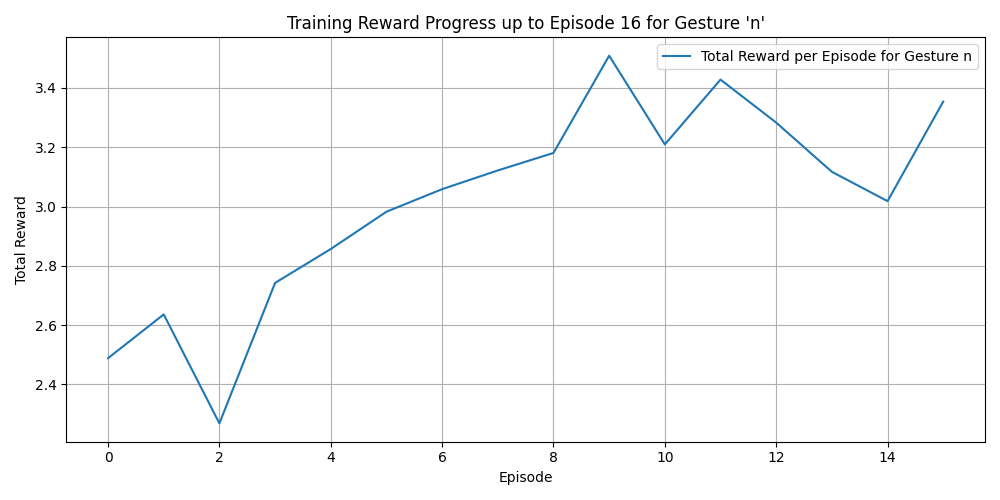 Training Reward Progress up to Episode 16 for Gesture 'n'
Total Reward per Episode for Gesture n
3.4
3.2
3.0
2.8
2.6
2.4
Total Reward
0 2 4 6 8 10 12 14
Episode